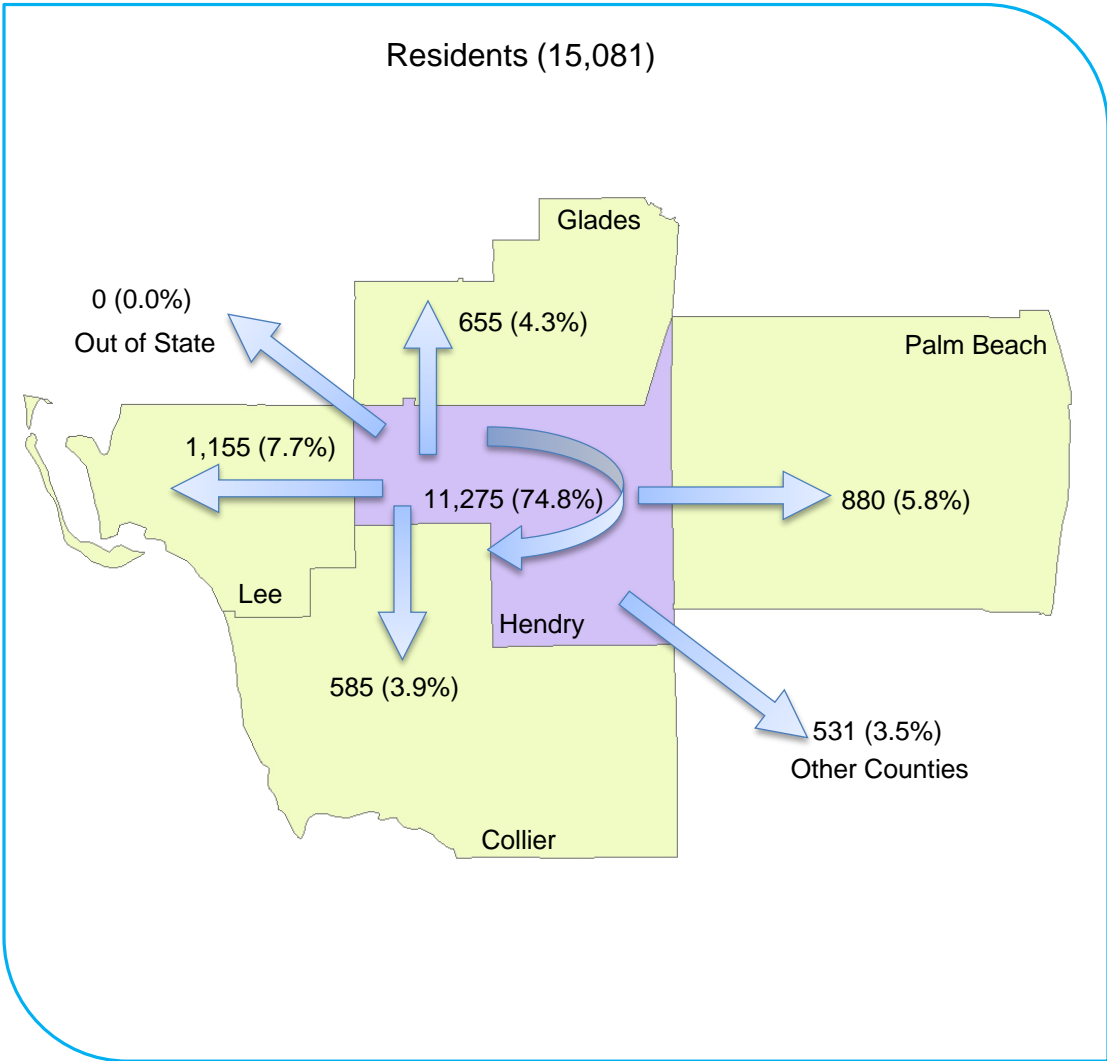 Residents (15,081)
Glades
0 (0.0%)
Out of State
655 (4.3%)
Palm Beach
1,155 (7.7%)
11,275 (74.8%)
880 (5.8%)
Lee
Hendry
585 (3.9%)
531 (3.5%)
Other Counties
Collier